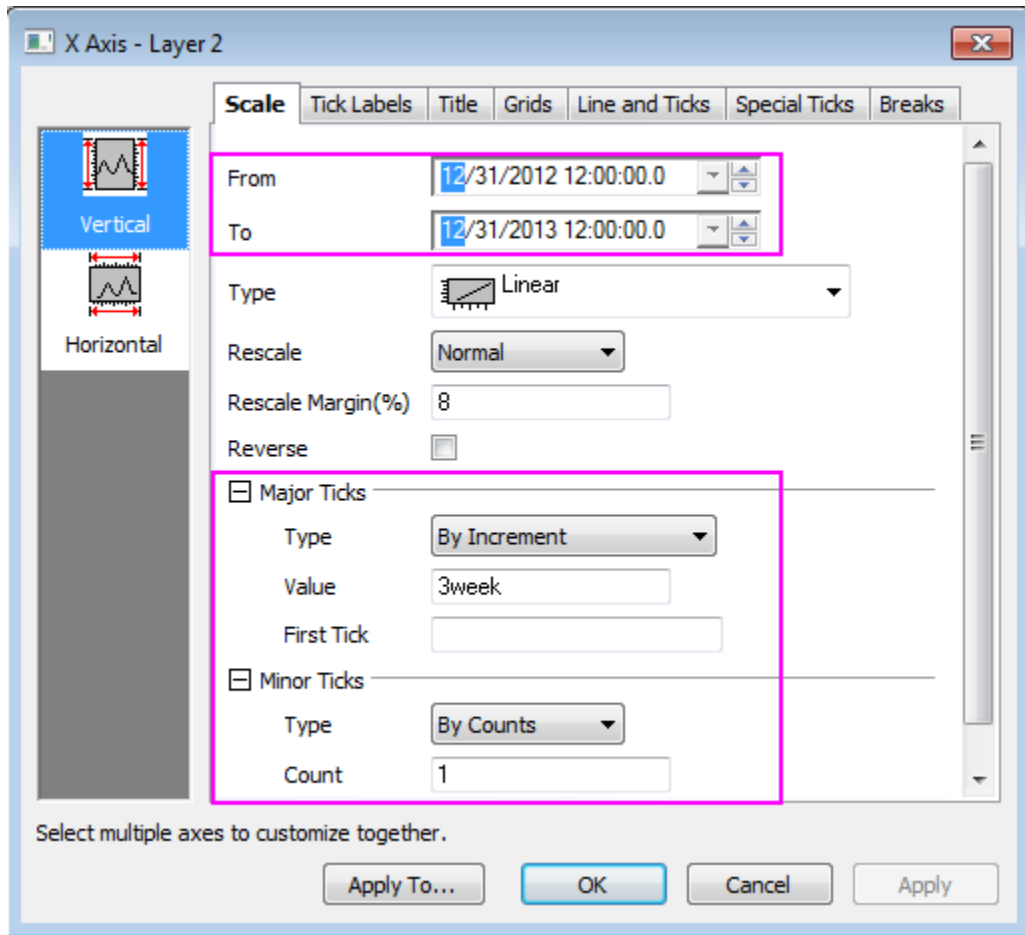 X Axis - Layer 2
Scale Tick Labels Title Grids Line and Ticks Special Ticks Breaks
Vertical
Horizontal
From 12/31/2012 12:00:00.0
To 12/31/2013 12:00:00.0
Type Linear
Rescale Normal
Rescale Margin(%) 8
Reverse
Major Ticks
Type By Increment
Value 3week
First Tick
Minor Ticks
Type By Counts
Count 1
Select multiple axes to customize together.
Apply To... OK Cancel Apply